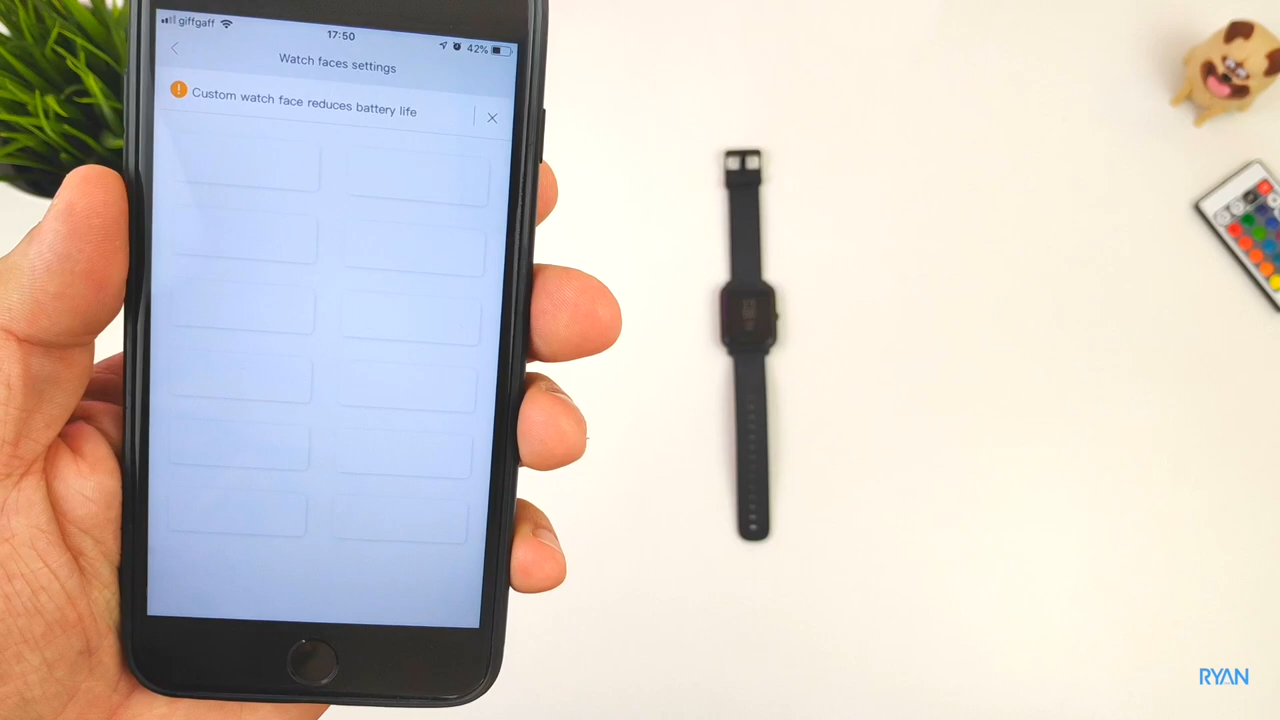 giffgaff
17:50
42%
Watch faces settings
Custom watch face reduces battery life
RYAN